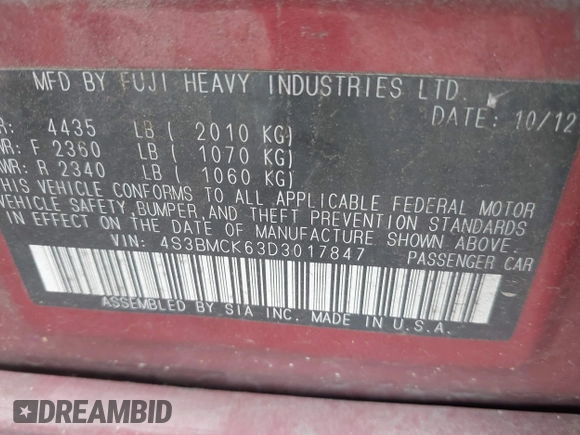 MFD BY FUJI HEAVY INDUSTRIES LTD.
DATE: 10/12
R: 4435 LB ( 2010 KG)
WR: F 2360 LB ( 1070 KG)
WR: R 2340 LB ( 1060 KG)
THIS VEHICLE CONFORMS TO ALL APPLICABLE FEDERAL MOTOR
VEHICLE SAFETY, BUMPER, AND THEFT PREVENTION STANDARDS
IN EFFECT ON THE DATE OF MANUFACTURE SHOWN ABOVE.
VIN: 4S3BMCK63D3017847 PASSENGER CAR
ASSEMBLED BY SIA INC. MADE IN U.S.A.
DREAMBID